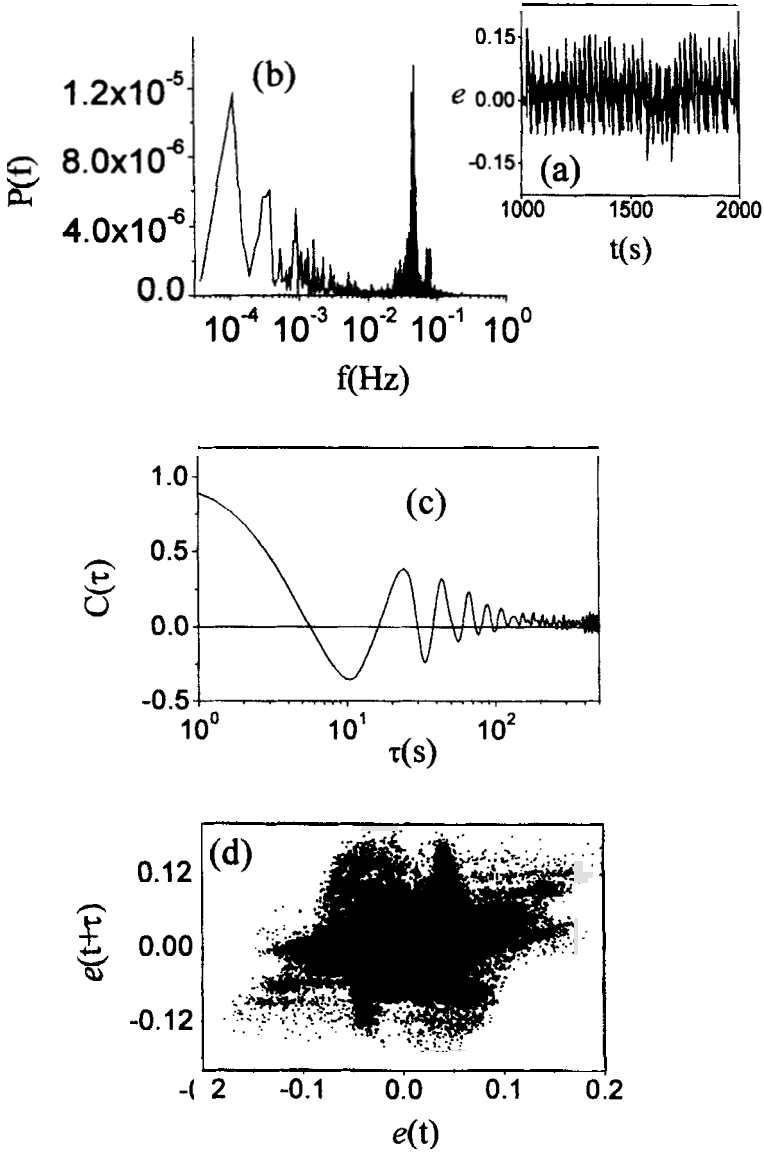 (b)
1.2x10⁻⁵
8.0x10⁻⁶
4.0x10⁻⁶
0.0
P(f)
10⁻⁴ 10⁻³ 10⁻² 10⁻¹ 10⁰
f(Hz)
0.15
e 0.00
-0.15
(a)
1000 1500 2000
t(s)
1.0
(c)
0.5
C(τ)
0.0
-0.5
10⁰ 10¹ 10²
τ(s)
(d)
0.12
e(t+τ)
0.00
-0.12
-( 2 -0.1 0.0 0.1 0.2
e(t)